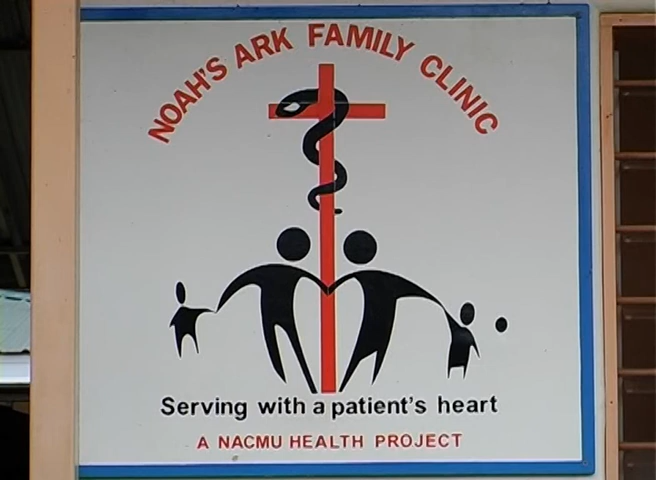 NOAH'S ARK FAMILY CLINIC
Serving with a patient's heart
A NACMU HEALTH PROJECT